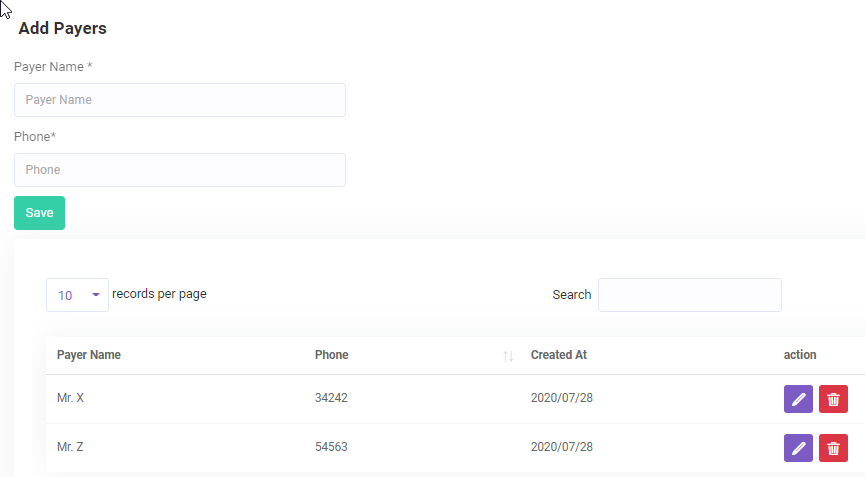 Add Payers
Payer Name *
Payer Name
Phone*
Phone
Save
10 records per page Search
Payer Name Phone Created At action
Mr. X 34242 2020/07/28
Mr. Z 54563 2020/07/28